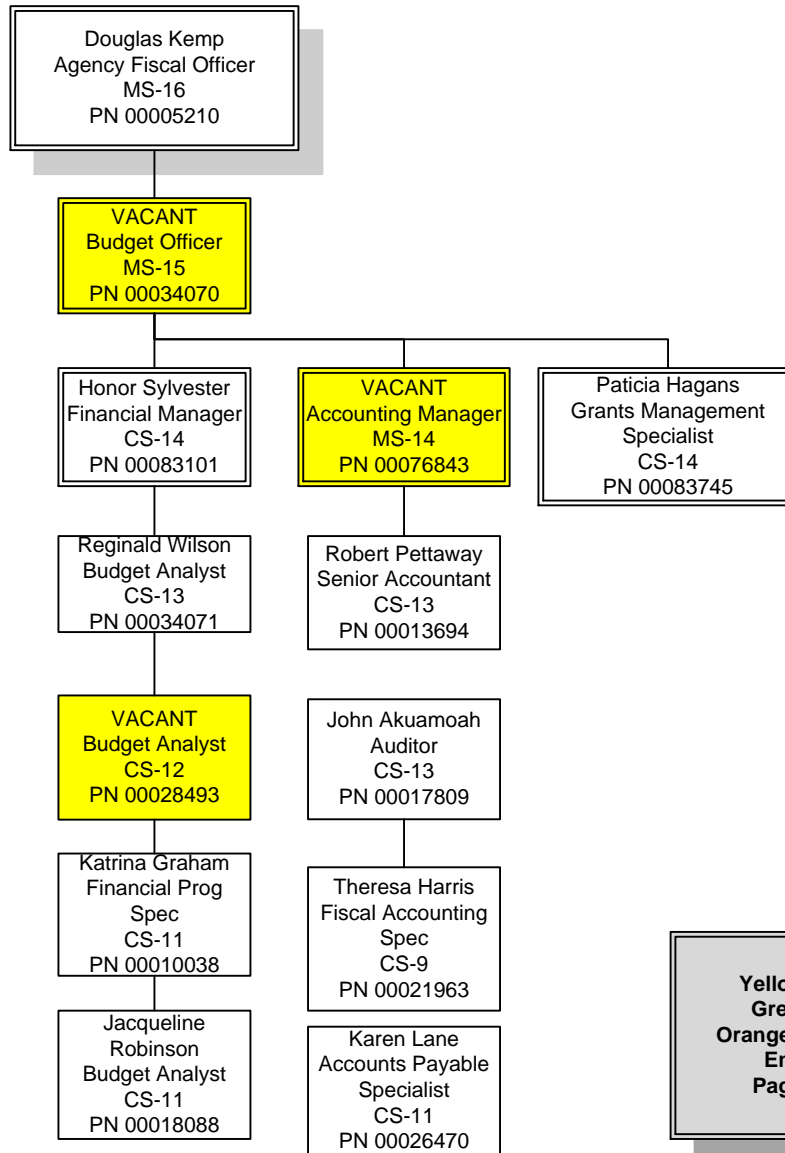 Douglas Kemp
Agency Fiscal Officer
MS-16
PN 00005210
VACANT
Budget Officer
MS-15
PN 00034070
Honor Sylvester
Financial Manager
CS-14
PN 00083101
VACANT
Accounting Manager
MS-14
PN 00076843
Paticia Hagans
Grants Management
Specialist
CS-14
PN 00083745
Reginald Wilson
Budget Analyst
CS-13
PN 00034071
Robert Pettaway
Senior Accountant
CS-13
PN 00013694
VACANT
Budget Analyst
CS-12
PN 00028493
John Akuamoah
Auditor
CS-13
PN 00017809
Katrina Graham
Financial Prog
Spec
CS-11
PN 00010038
Theresa Harris
Fiscal Accounting
Spec
CS-9
PN 00021963
Jacqueline
Robinson
Budget Analyst
CS-11
PN 00018088
Karen Lane
Accounts Payable
Specialist
CS-11
PN 00026470